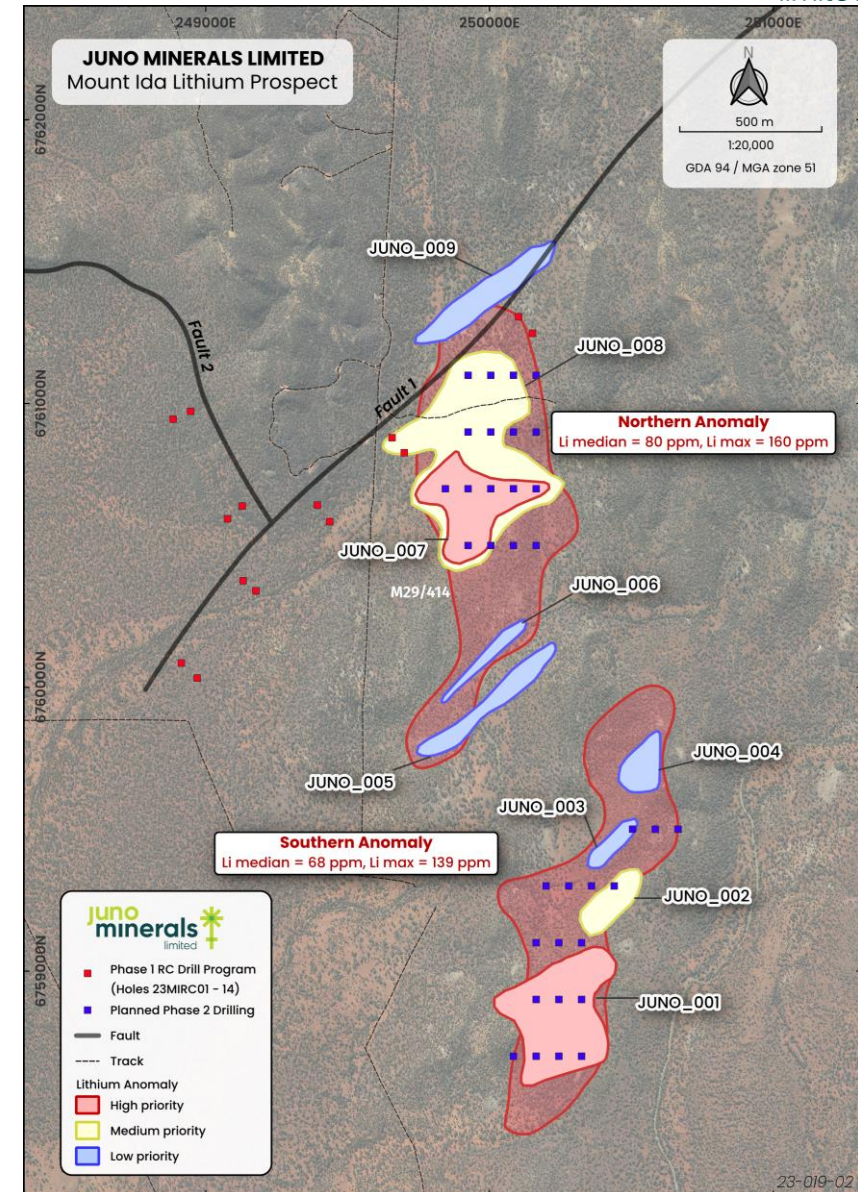 249000E
250000E
251000E
JUNO MINERALS LIMITED
Mount Ida Lithium Prospect
N
500 m
1:20,000
GDA 94 / MGA zone 51
6762000N
JUNO_009
Fault 2
JUNO_008
Fault 1
6761000N
Northern Anomaly
Li median = 80 ppm, Li max = 160 ppm
JUNO_007
M29/414
JUNO_006
6760000N
JUNO_004
JUNO_005
JUNO_003
Southern Anomaly
Li median = 68 ppm, Li max = 139 ppm
JUNO_002
juno
minerals
limited
6759000N
Phase 1 RC Drill Program
(Holes 23MIRC01 - 14)
Planned Phase 2 Drilling
JUNO_001
Fault
Track
Lithium Anomaly
High priority
Medium priority
Low priority
23-019-02